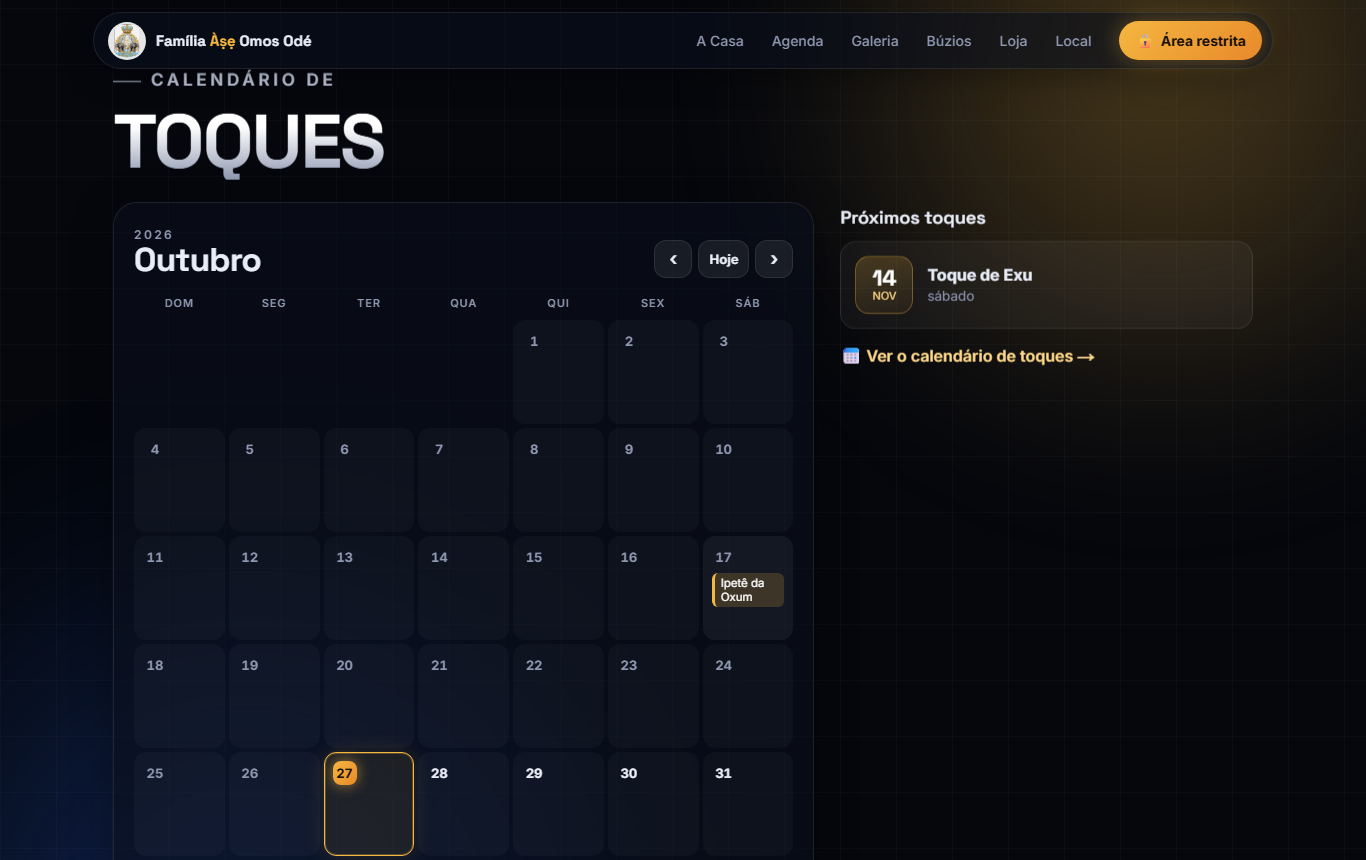 Família Àṣẹ Omos Odé
A Casa Agenda Galeria Búzios Loja Local Área restrita
CALENDÁRIO DE
TOQUES
2026
Outubro
‹ Hoje ›
DOM SEG TER QUA QUI SEX SÁB
1 2 3
4 5 6 7 8 9 10
11 12 13 14 15 16 17
Ipetê da
Oxum
18 19 20 21 22 23 24
25 26 27 28 29 30 31
Próximos toques
14
NOV
Toque de Exu
sábado
Ver o calendário de toques →